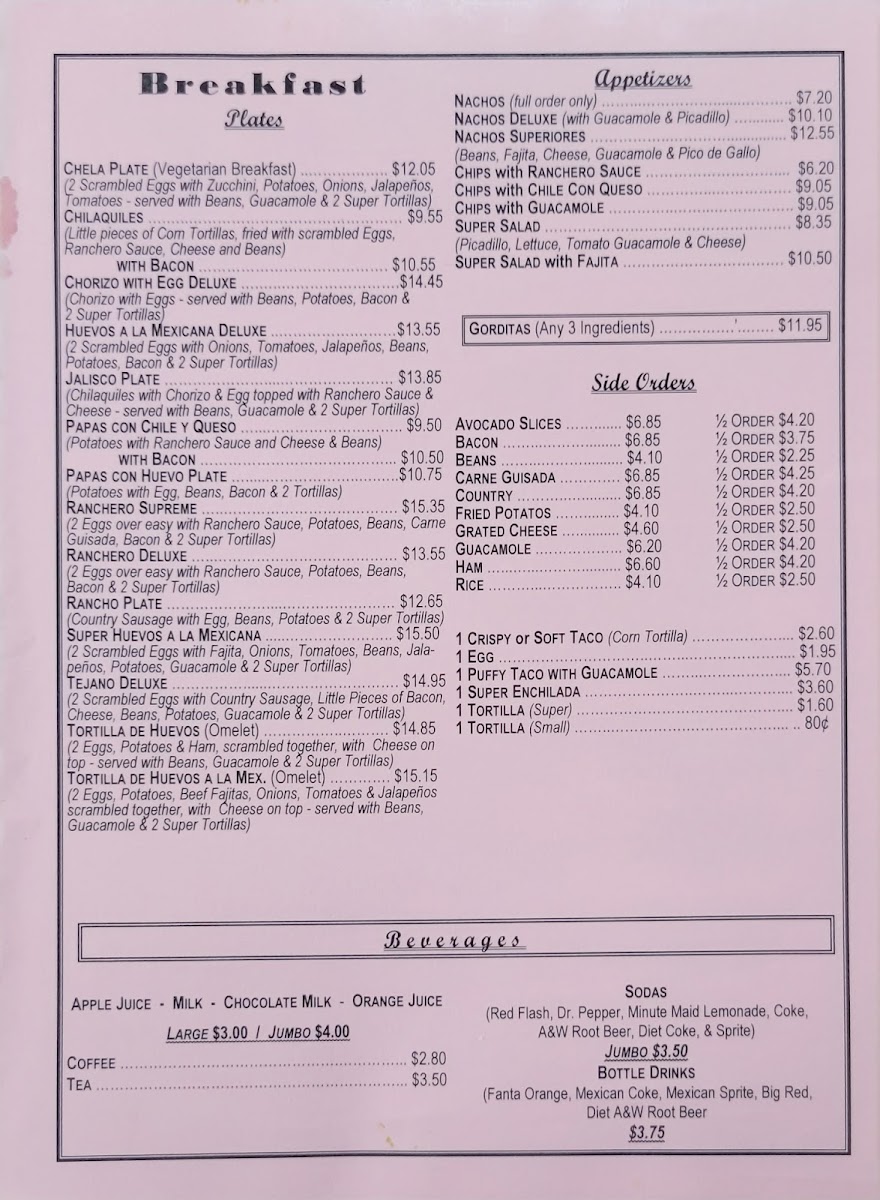 Breakfast
Plates
CHELA PLATE (Vegetarian Breakfast) .................... $12.05
(2 Scrambled Eggs with Zucchini, Potatoes, Onions, Jalapeños,
Tomatoes - served with Beans, Guacamole & 2 Super Tortillas)
CHILAQUILES .................... $9.55
(Little pieces of Corn Tortillas, fried with scrambled Eggs,
Ranchero Sauce, Cheese and Beans)
WITH BACON .................... $10.55
CHORIZO WITH EGG DELUXE .................... $14.45
(Chorizo with Eggs - served with Beans, Potatoes, Bacon &
2 Super Tortillas)
HUEVOS A LA MEXICANA DELUXE .................... $13.55
(2 Scrambled Eggs with Onions, Tomatoes, Jalapeños, Beans,
Potatoes, Bacon & 2 Super Tortillas)
JALISCO PLATE .................... $13.85
(Chilaquiles with Chorizo & Egg topped with Ranchero Sauce &
Cheese - served with Beans, Guacamole & 2 Super Tortillas)
PAPAS CON CHILE Y QUESO .................... $9.50
(Potatoes with Ranchero Sauce and Cheese & Beans)
WITH BACON .................... $10.50
PAPAS CON HUEVO PLATE .................... $10.75
(Potatoes with Egg, Beans, Bacon & 2 Tortillas)
RANCHERO SUPREME .................... $15.35
(2 Eggs over easy with Ranchero Sauce, Potatoes, Beans, Carne
Guisada, Bacon & 2 Super Tortillas)
RANCHERO DELUXE .................... $13.55
(2 Eggs over easy with Ranchero Sauce, Potatoes, Beans,
Bacon & 2 Super Tortillas)
RANCHO PLATE .................... $12.65
(Country Sausage with Egg, Beans, Potatoes & 2 Super Tortillas)
SUPER HUEVOS A LA MEXICANA .................... $15.50
(2 Scrambled Eggs with Fajita, Onions, Tomatoes, Beans, Jala-
peños, Potatoes, Guacamole & 2 Super Tortillas)
TEJANO DELUXE .................... $14.95
(2 Scrambled Eggs with Country Sausage, Little Pieces of Bacon,
Cheese, Beans, Potatoes, Guacamole & 2 Super Tortillas)
TORTILLA DE HUEVOS (Omelet) .................... $14.85
(2 Eggs, Potatoes & Ham, scrambled together, with Cheese on
top - served with Beans, Guacamole & 2 Super Tortillas)
TORTILLA DE HUEVOS A LA MEX. (Omelet) ............. $15.15
(2 Eggs, Potatoes, Beef Fajitas, Onions, Tomatoes & Jalapeños
scrambled together, with Cheese on top - served with Beans,
Guacamole & 2 Super Tortillas)
Appetizers
NACHOS (full order only) .................... $7.20
NACHOS DELUXE (with Guacamole & Picadillo) ............ $10.10
NACHOS SUPERIORES .................... $12.55
(Beans, Fajita, Cheese, Guacamole & Pico de Gallo)
CHIPS with RANCHERO SAUCE .................... $6.20
CHIPS with CHILE CON QUESO .................... $9.05
CHIPS with GUACAMOLE .................... $9.05
SUPER SALAD .................... $8.35
(Picadillo, Lettuce, Tomato Guacamole & Cheese)
SUPER SALAD with FAJITA .................... $10.50
GORDITAS (Any 3 Ingredients) .................... $11.95
Side Orders
AVOCADO SLICES ............. $6.85 ½ ORDER $4.20
BACON .................... $6.85 ½ ORDER $3.75
BEANS .................... $4.10 ½ ORDER $2.25
CARNE GUISADA .............. $6.85 ½ ORDER $4.25
COUNTRY .................... $6.85 ½ ORDER $4.20
FRIED POTATOS ............... $4.10 ½ ORDER $2.50
GRATED CHEESE .............. $4.60 ½ ORDER $2.50
GUACAMOLE .................... $6.20 ½ ORDER $4.20
HAM .................... $6.60 ½ ORDER $4.20
RICE .................... $4.10 ½ ORDER $2.50
1 CRISPY or SOFT TACO (Corn Tortilla) .................... $2.60
1 EGG .................... $1.95
1 PUFFY TACO WITH GUACAMOLE .................... $5.70
1 SUPER ENCHILADA .................... $3.60
1 TORTILLA (Super) .................... $1.60
1 TORTILLA (Small) .................... 80¢
Beverages
APPLE JUICE - MILK - CHOCOLATE MILK - ORANGE JUICE
LARGE $3.00 / JUMBO $4.00
COFFEE .................... $2.80
TEA .................... $3.50
SODAS
(Red Flash, Dr. Pepper, Minute Maid Lemonade, Coke,
A&W Root Beer, Diet Coke, & Sprite)
JUMBO $3.50
BOTTLE DRINKS
(Fanta Orange, Mexican Coke, Mexican Sprite, Big Red,
Diet A&W Root Beer
$3.75